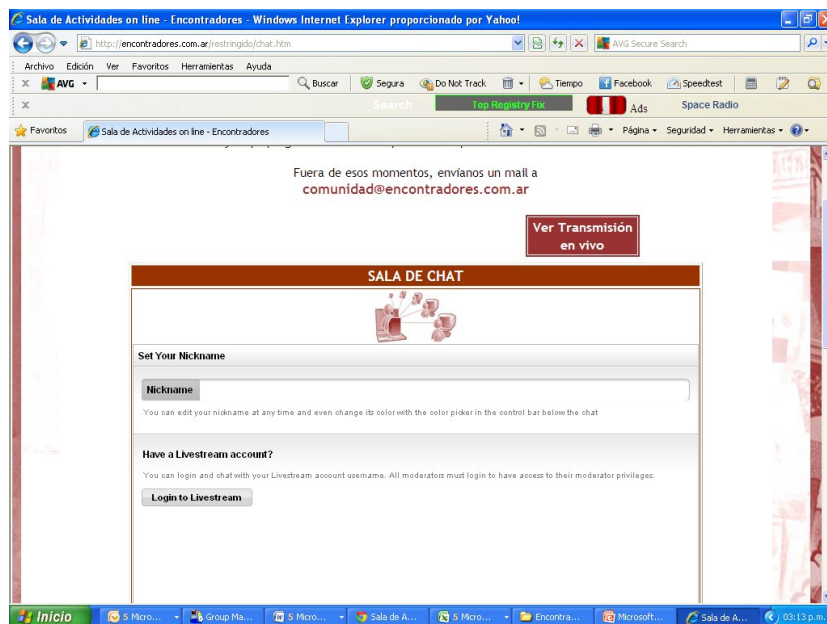 Sala de Actividades on line - Encontradores - Windows Internet Explorer proporcionado por Yahoo!
http://encontradores.com.ar/restringido/chat.htm
AVG Secure Search
Archivo Edición Ver Favoritos Herramientas Ayuda
x AVG Buscar Segura Do Not Track Tiempo Facebook Speedtest
x Search Top Registry Fix Ads Space Radio
Favoritos Sala de Actividades on line - Encontradores Página Seguridad Herramientas
Fuera de esos momentos, envíanos un mail a
comunidad@encontradores.com.ar
Ver Transmisión
en vivo
SALA DE CHAT
Set Your Nickname
Nickname
You can edit your nickname at any time and even change its color with the color picker in the control bar below the chat
Have a Livestream account?
You can login and chat with your Livestream account username. All moderators must login to have access to their moderator privileges.
Login to Livestream
Inicio 5 Micro... Group Ma... 5 Micro... Sala de A... 5 Micro... Encontra... Microsoft... Sala de A... 03:13 p.m.